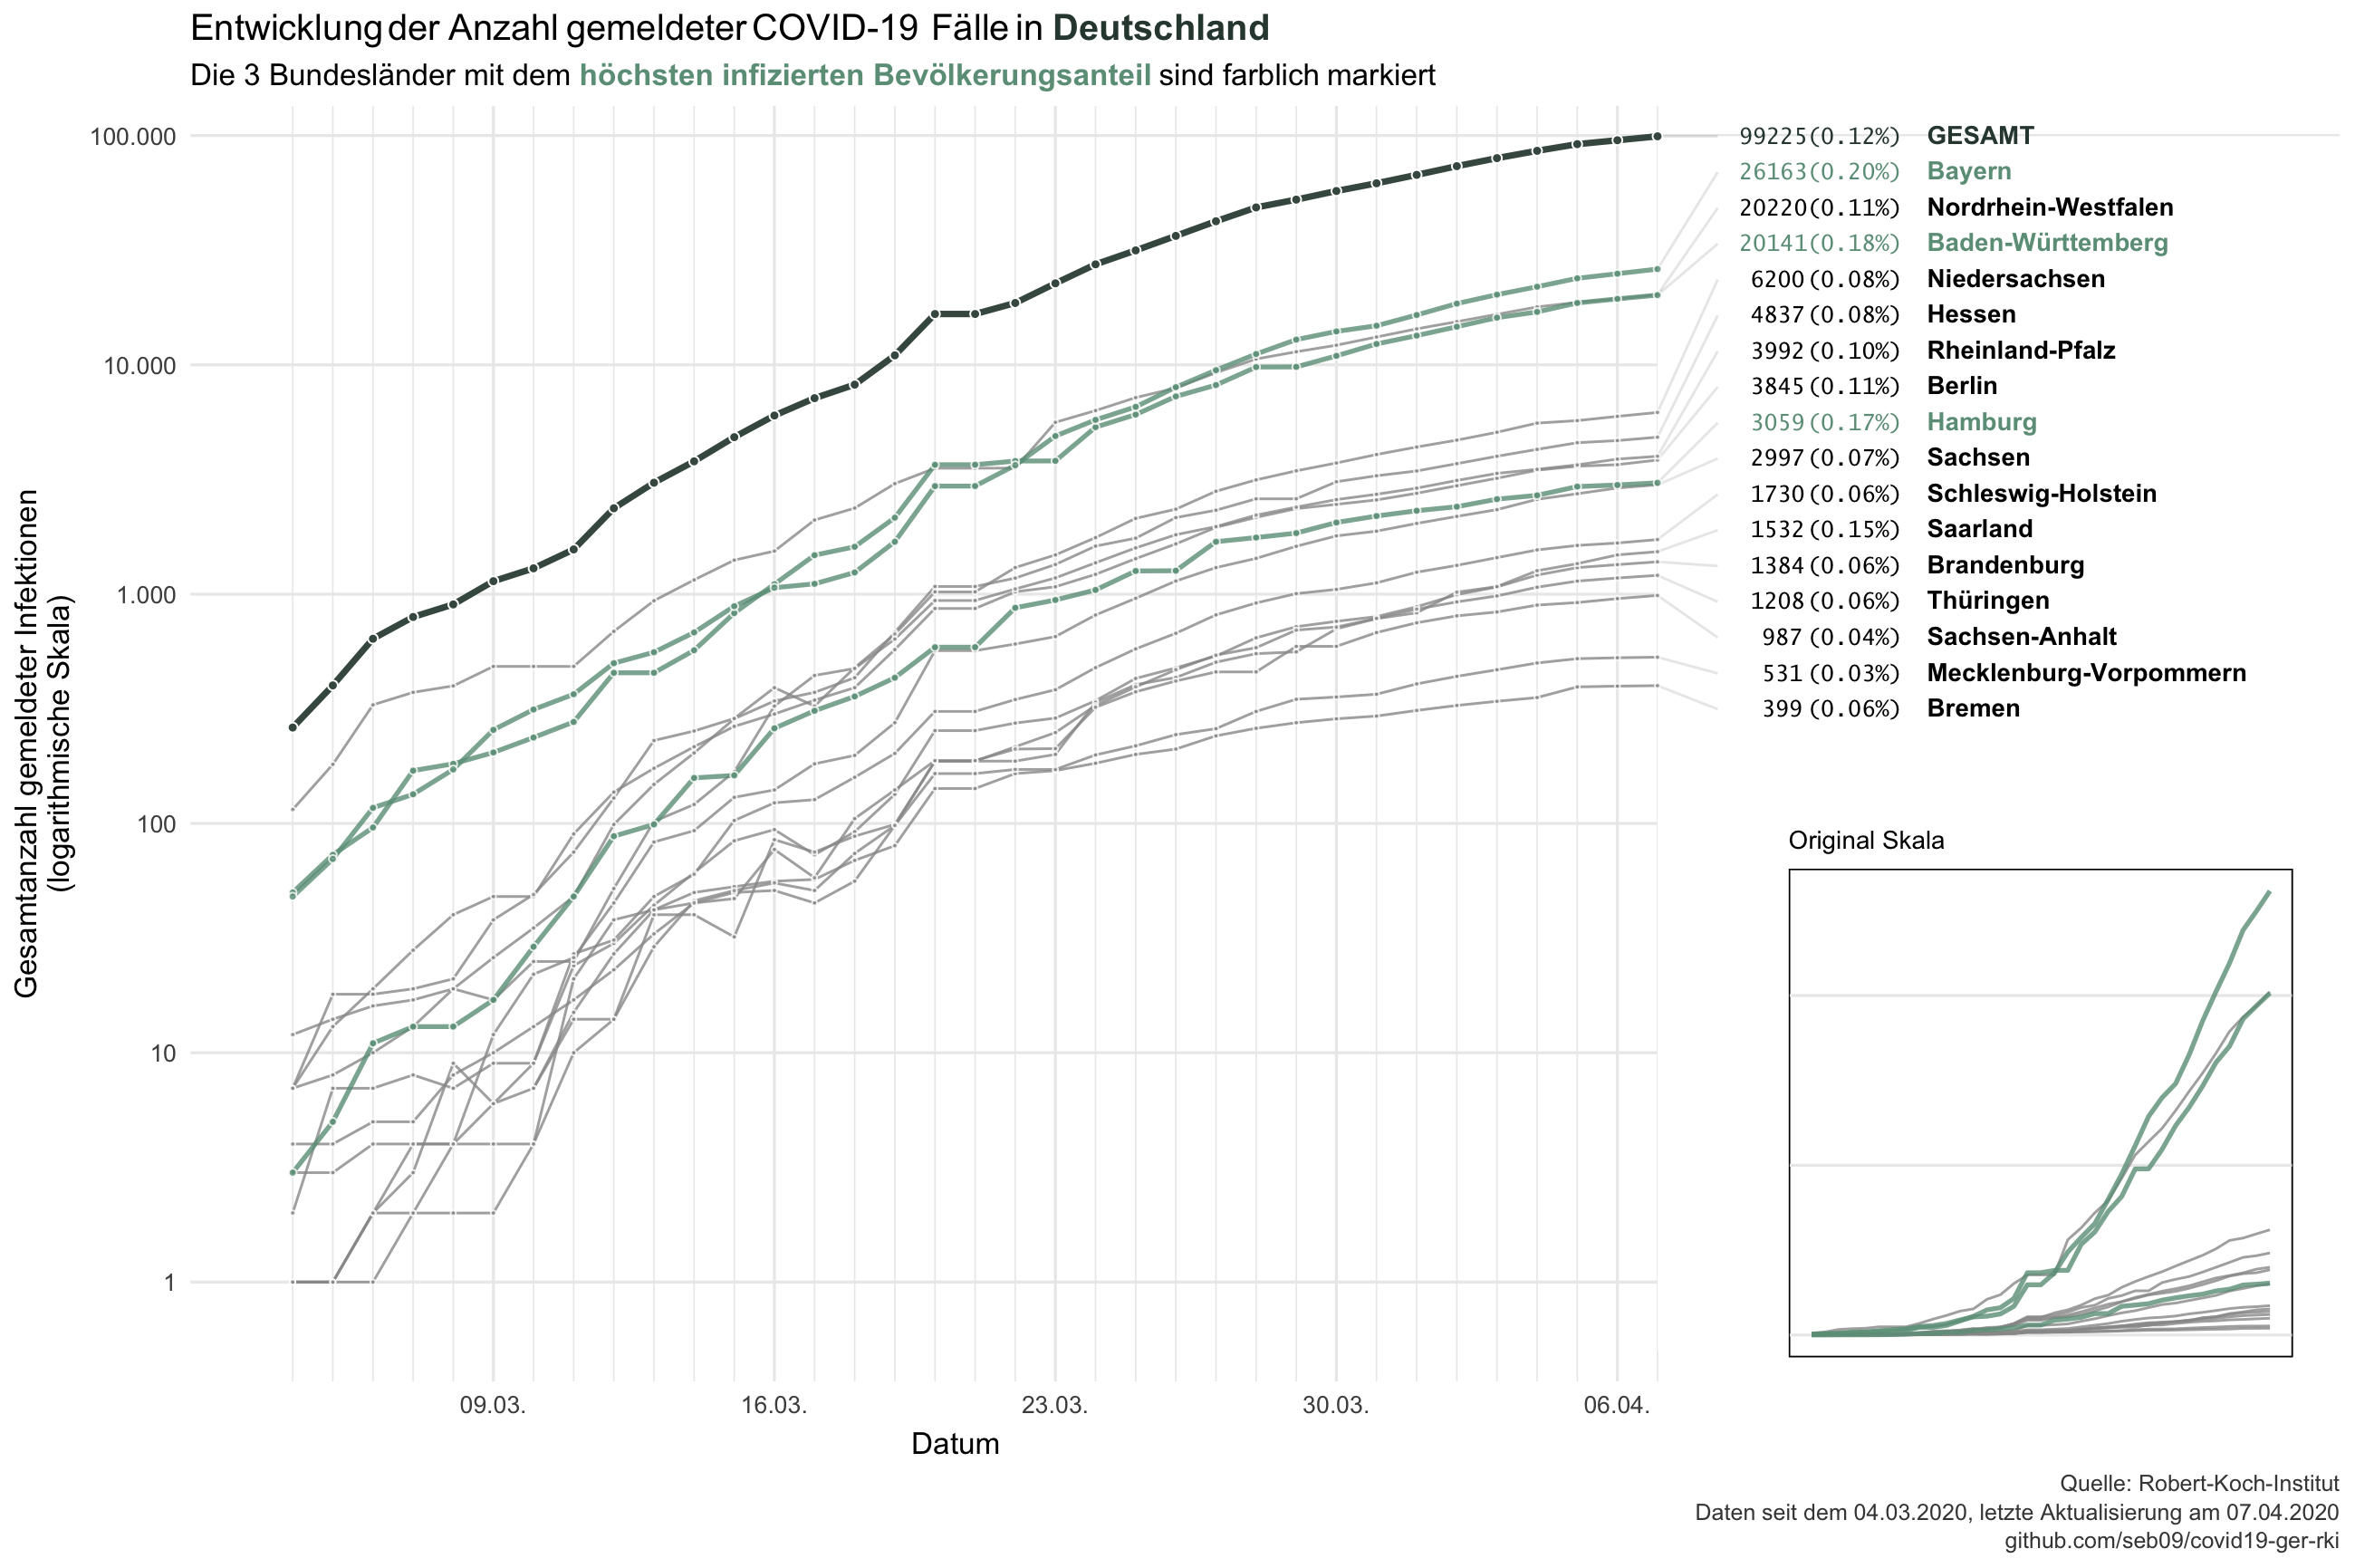 Entwicklung der Anzahl gemeldeter COVID-19 Fälle in Deutschland
Die 3 Bundesländer mit dem höchsten infizierten Bevölkerungsanteil sind farblich markiert
Gesamtanzahl gemeldeter Infektionen
(logarithmische Skala)
100.000
10.000
1.000
100
10
1
99225 (0.12%) GESAMT
26163 (0.20%) Bayern
20220 (0.11%) Nordrhein-Westfalen
20141 (0.18%) Baden-Württemberg
6200 (0.08%) Niedersachsen
4837 (0.08%) Hessen
3992 (0.10%) Rheinland-Pfalz
3845 (0.11%) Berlin
3059 (0.17%) Hamburg
2997 (0.07%) Sachsen
1730 (0.06%) Schleswig-Holstein
1532 (0.15%) Saarland
1384 (0.06%) Brandenburg
1208 (0.06%) Thüringen
987 (0.04%) Sachsen-Anhalt
531 (0.03%) Mecklenburg-Vorpommern
399 (0.06%) Bremen
Original Skala
09.03. 16.03. 23.03. 30.03. 06.04.
Datum
Quelle: Robert-Koch-Institut
Daten seit dem 04.03.2020, letzte Aktualisierung am 07.04.2020
github.com/seb09/covid19-ger-rki